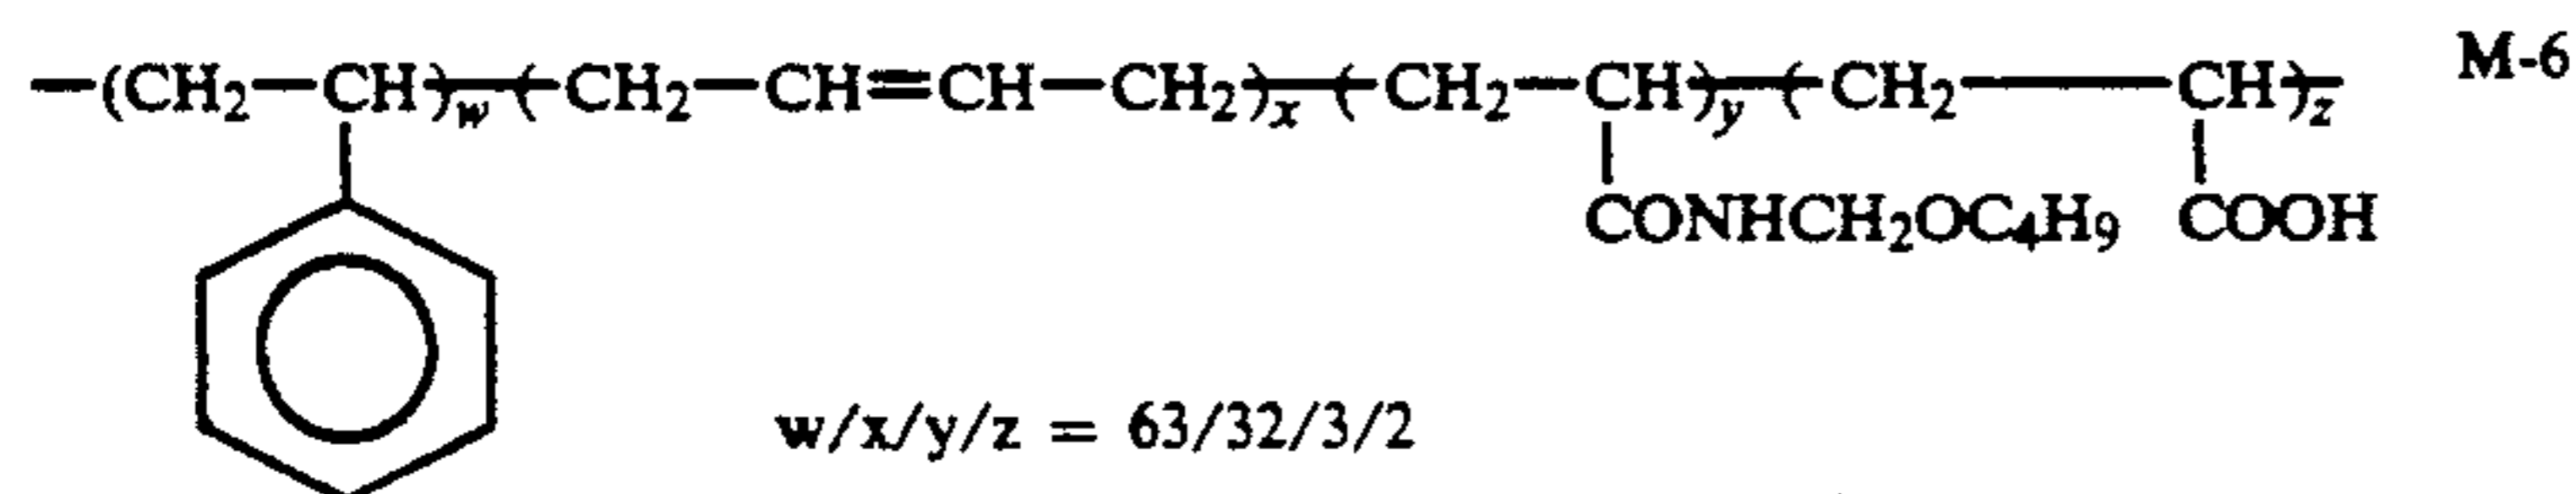 —(CH₂—CH)w—(CH₂—CH=CH—CH₂)x—(CH₂—CH)y—(CH₂—CH)z— M-6
CONHCH₂OC₄H₉ COOH
w/x/y/z = 63/32/3/2